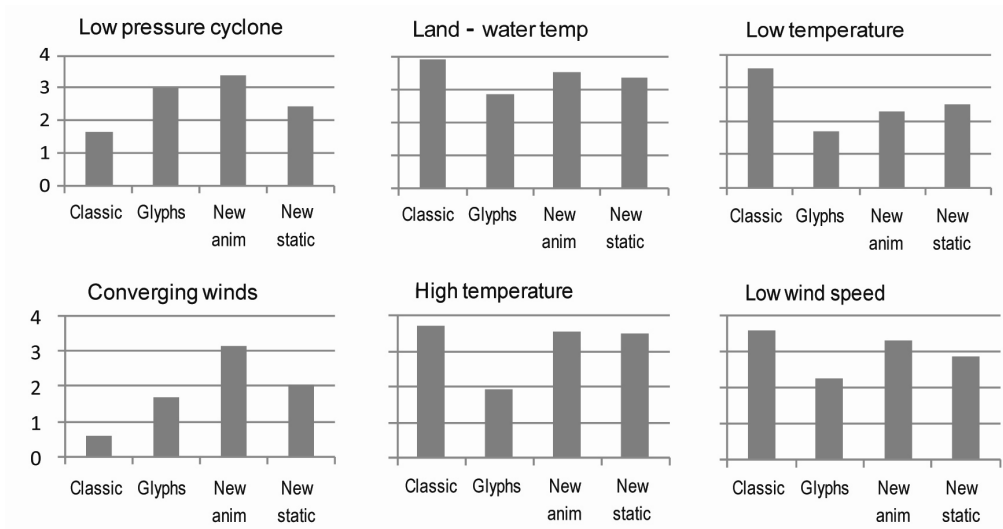 Low pressure cyclone
4
3
2
1
0
Classic Glyphs New anim New static
Land - water temp
Classic Glyphs New anim New static
Low temperature
Classic Glyphs New anim New static
Converging winds
4
3
2
1
0
Classic Glyphs New anim New static
High temperature
Classic Glyphs New anim New static
Low wind speed
Classic Glyphs New anim New static